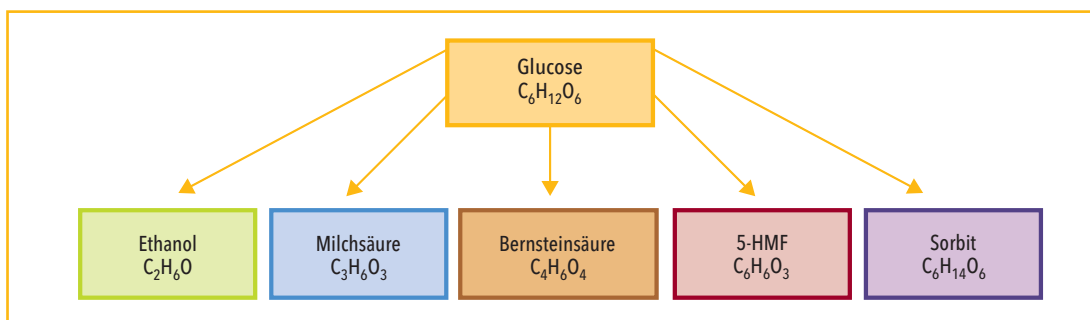 Glucose
C₆H₁₂O₆
Ethanol
C₂H₆O
Milchsäure
C₃H₆O₃
Bernsteinsäure
C₄H₆O₄
5-HMF
C₆H₆O₃
Sorbit
C₆H₁₄O₆